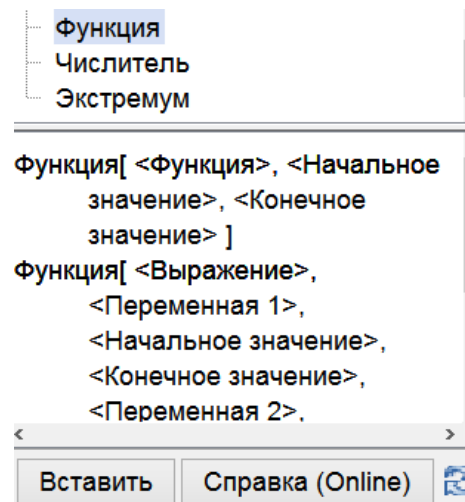 Функция
Числитель
Экстремум
Функция[ <Функция>, <Начальное
значение>, <Конечное
значение> ]
Функция[ <Выражение>,
<Переменная 1>,
<Начальное значение>,
<Конечное значение>,
<Переменная 2>,
Вставить
Справка (Online)